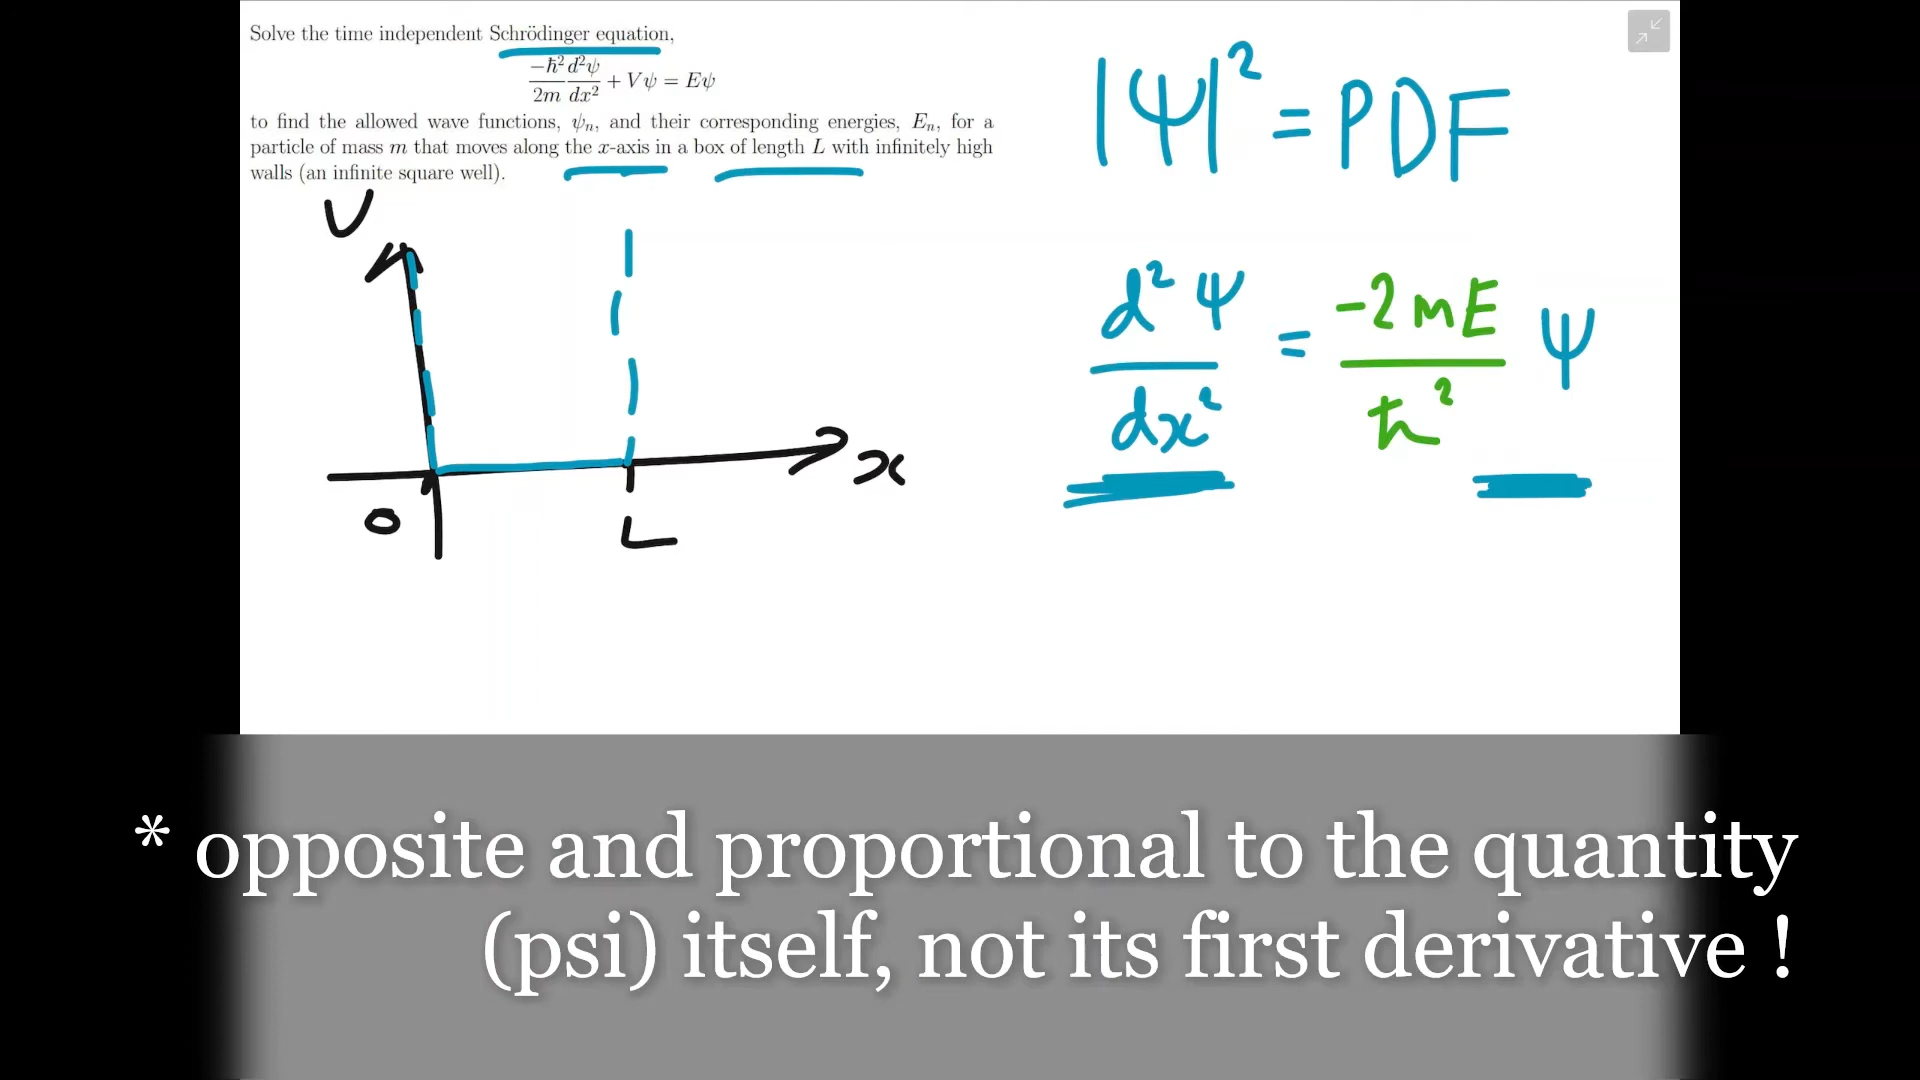 Solve the time independent Schrödinger equation,
−ħ²/2m d²ψ/dx² + Vψ = Eψ
to find the allowed wave functions, ψₙ, and their corresponding energies, Eₙ, for a
particle of mass m that moves along the x-axis in a box of length L with infinitely high
walls (an infinite square well).
|Ψ|² = PDF
V
d²Ψ/dx² = -2mE/ħ² Ψ
x
0
L
* opposite and proportional to the quantity
(psi) itself, not its first derivative !